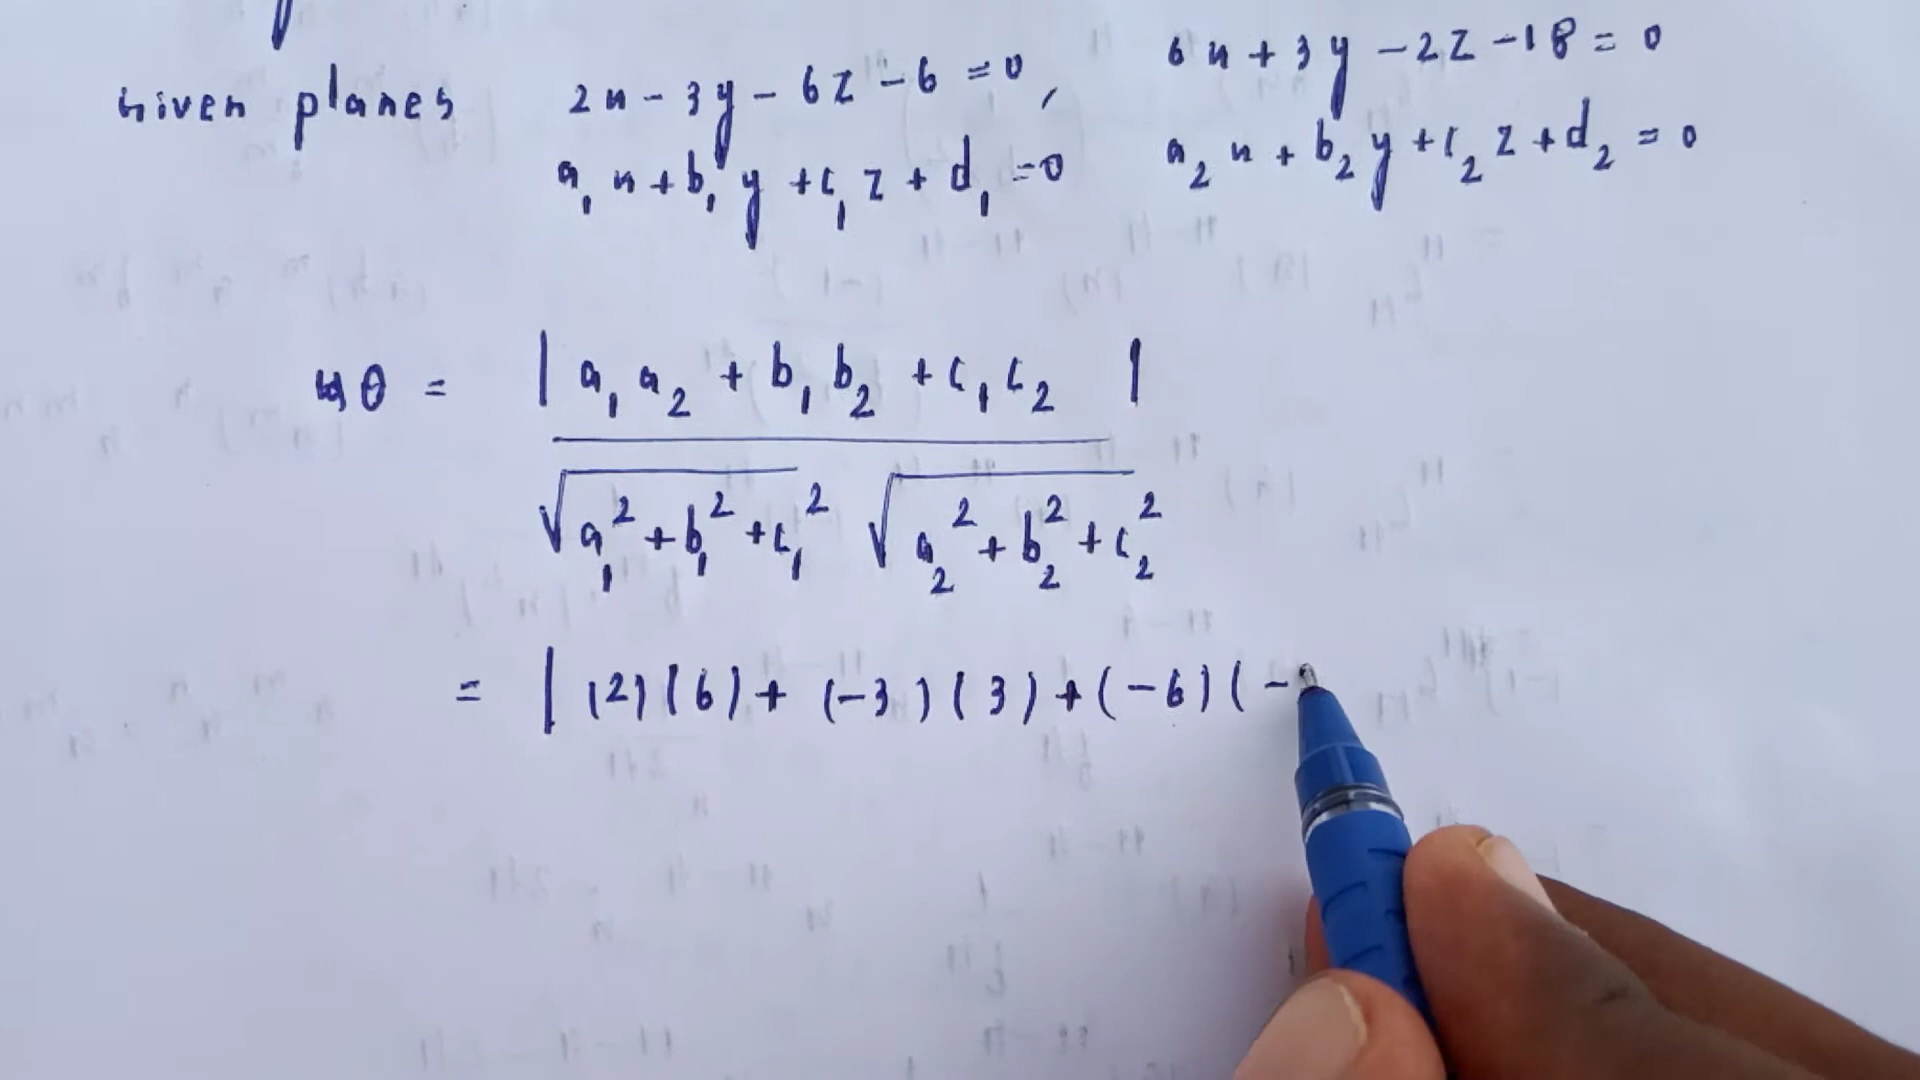 Given planes 2x - 3y - 6z - 6 = 0, 6x + 3y - 2z - 18 = 0
a₁x + b₁y + c₁z + d₁ = 0 a₂x + b₂y + c₂z + d₂ = 0
cosθ = | a₁a₂ + b₁b₂ + c₁c₂ |
√a₁² + b₁² + c₁² √a₂² + b₂² + c₂²
= | (2)(6) + (-3)(3) + (-6)(-